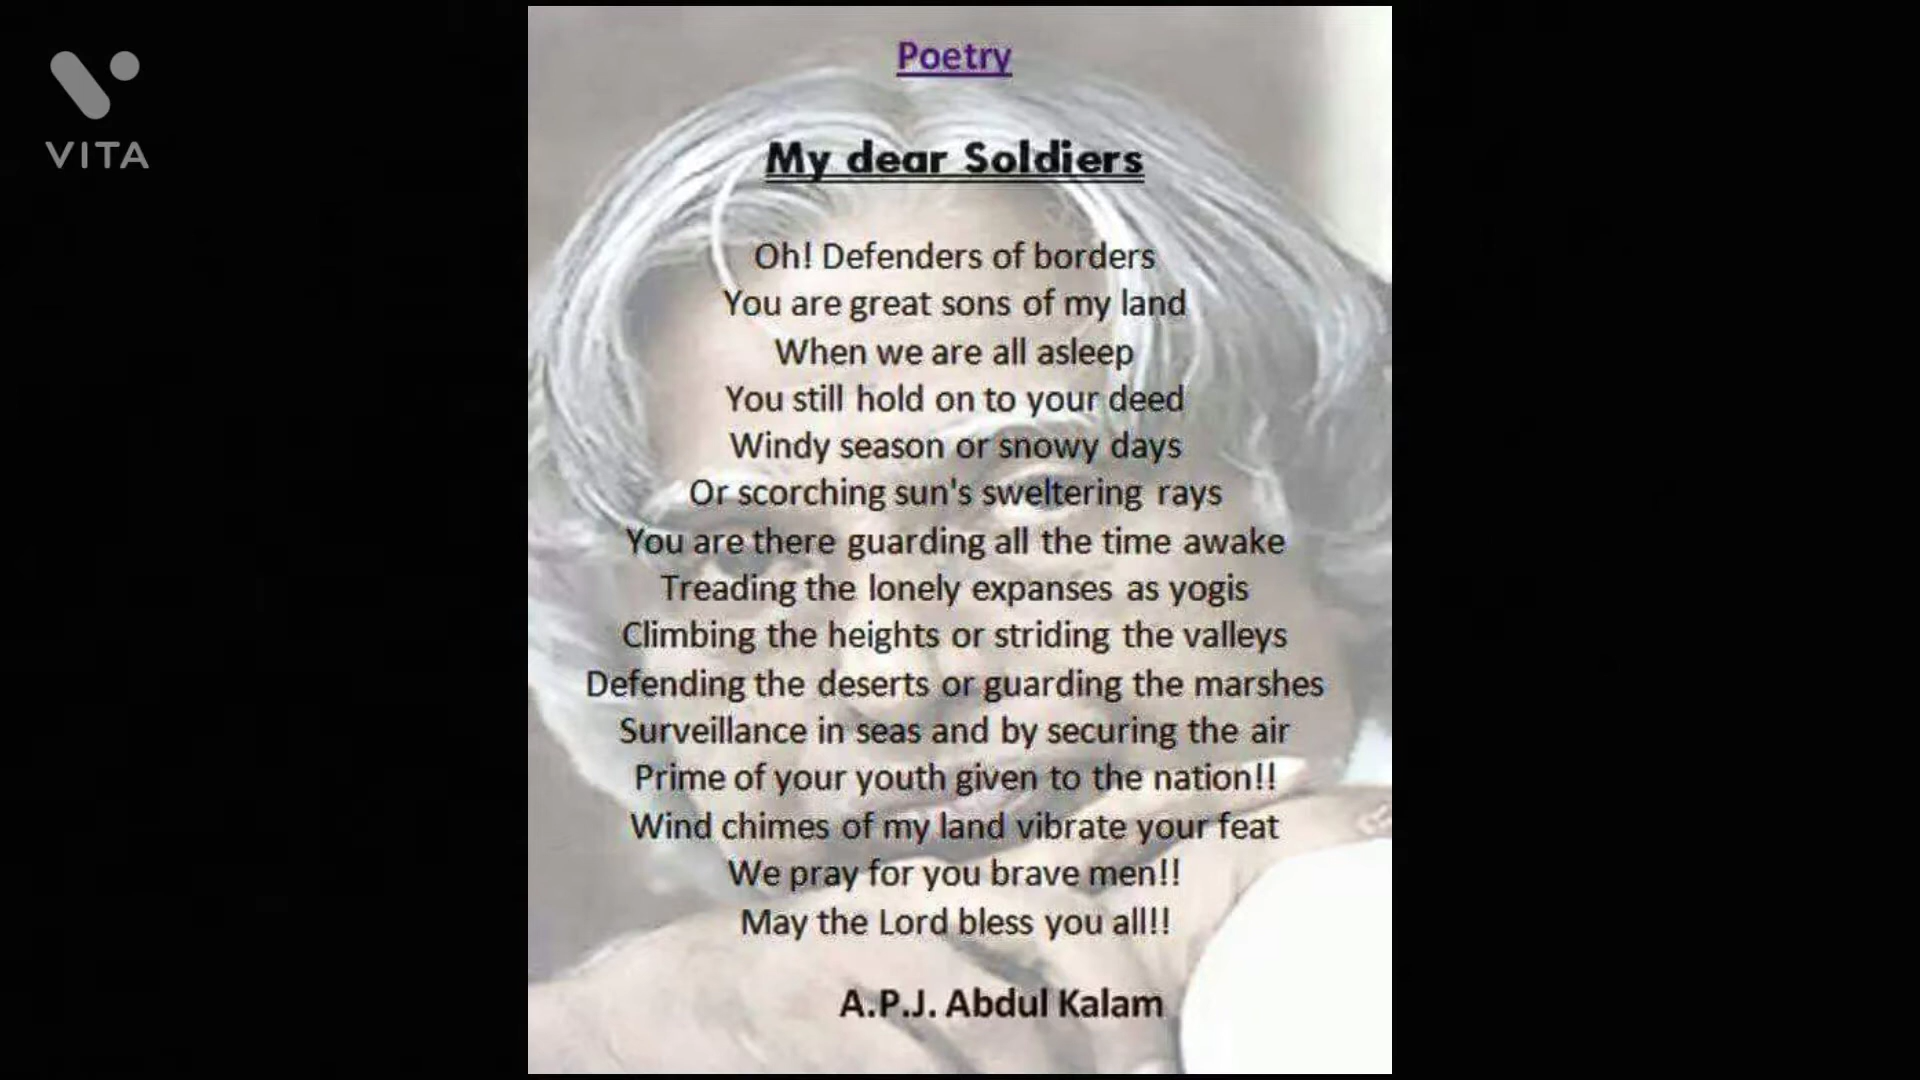 VITA
Poetry
My dear Soldiers
Oh! Defenders of borders
You are great sons of my land
When we are all asleep
You still hold on to your deed
Windy season or snowy days
Or scorching sun's sweltering rays
You are there guarding all the time awake
Treading the lonely expanses as yogis
Climbing the heights or striding the valleys
Defending the deserts or guarding the marshes
Surveillance in seas and by securing the air
Prime of your youth given to the nation!!
Wind chimes of my land vibrate your feat
We pray for you brave men!!
May the Lord bless you all!!
A.P.J. Abdul Kalam